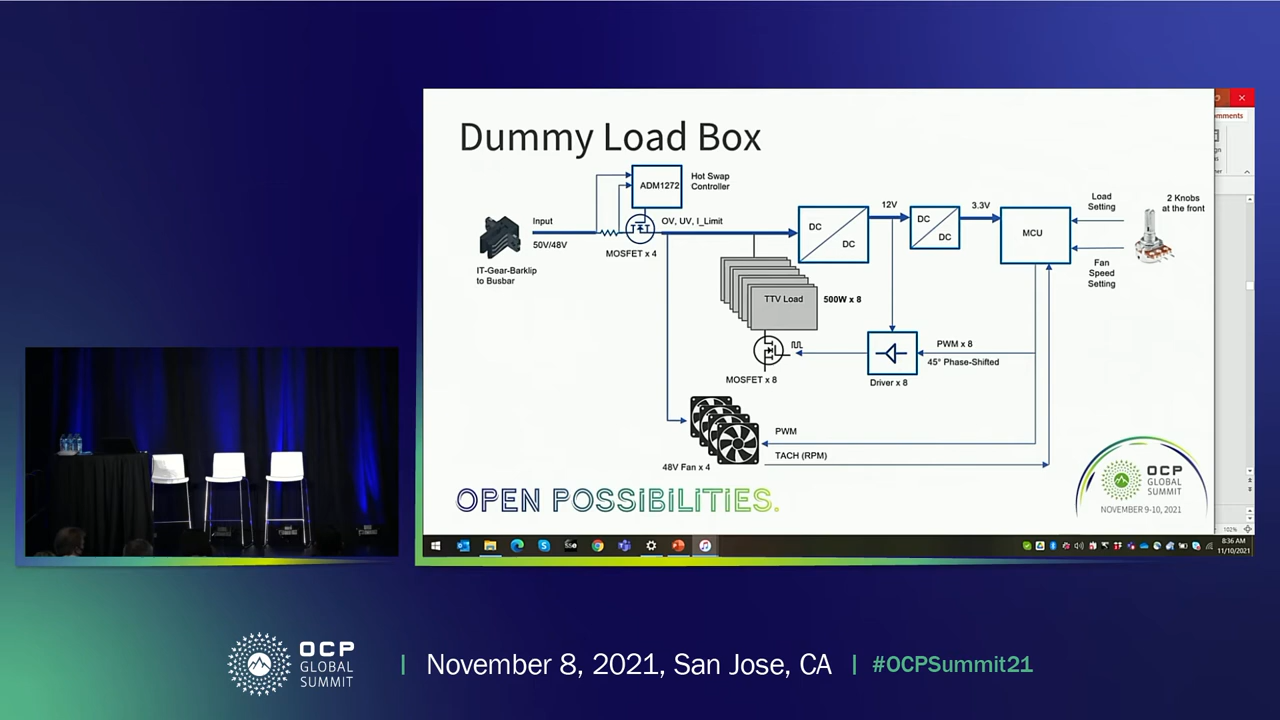 Dummy Load Box
ADM1272
Hot Swap
Controller
Input
50V/48V
OV, UV, I_Limit
MOSFET x 4
IT-Gear-Barklip
to Busbar
DC
DC
12V
DC
DC
3.3V
MCU
Load
Setting
2 Knobs
at the front
Fan
Speed
Setting
TTV Load
500W x 8
MOSFET x 8
Driver x 8
PWM x 8
45° Phase-Shifted
48V Fan x 4
PWM
TACH (RPM)
OPEN POSSIBILITIES.
OCP
GLOBAL
SUMMIT
NOVEMBER 9-10, 2021
mments
102%
8:36 AM
11/10/2021
OCP
GLOBAL
SUMMIT
| November 8, 2021, San Jose, CA | #OCPSummit21